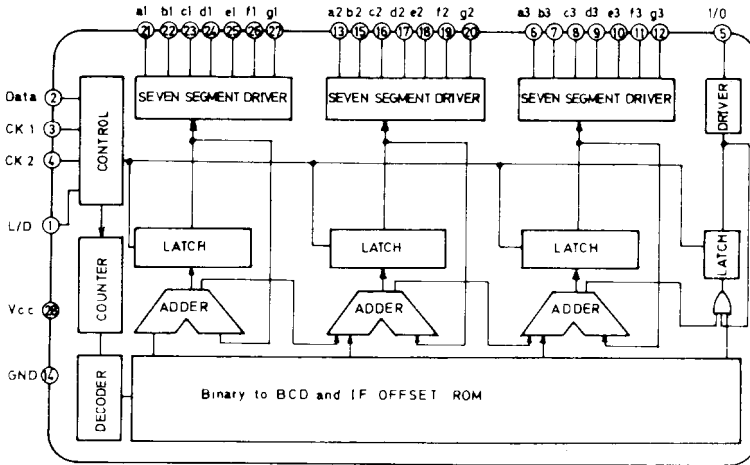 a1 b1 c1 d1 e1 f1 g1 a2 b2 c2 d2 e2 f2 g2 a3 b3 c3 d3 e3 f3 g3 1/0
21 22 23 24 25 26 27 13 15 16 17 18 19 20 6 7 8 9 10 11 12 5
SEVEN SEGMENT DRIVER SEVEN SEGMENT DRIVER SEVEN SEGMENT DRIVER
DRIVER
Data 2
CK 1 3
CK 2 4
L/D 1
CONTROL
LATCH LATCH LATCH LATCH
COUNTER
Vcc 28
ADDER ADDER ADDER
GND 14
DECODER
Binary to BCD and IF OFFSET ROM